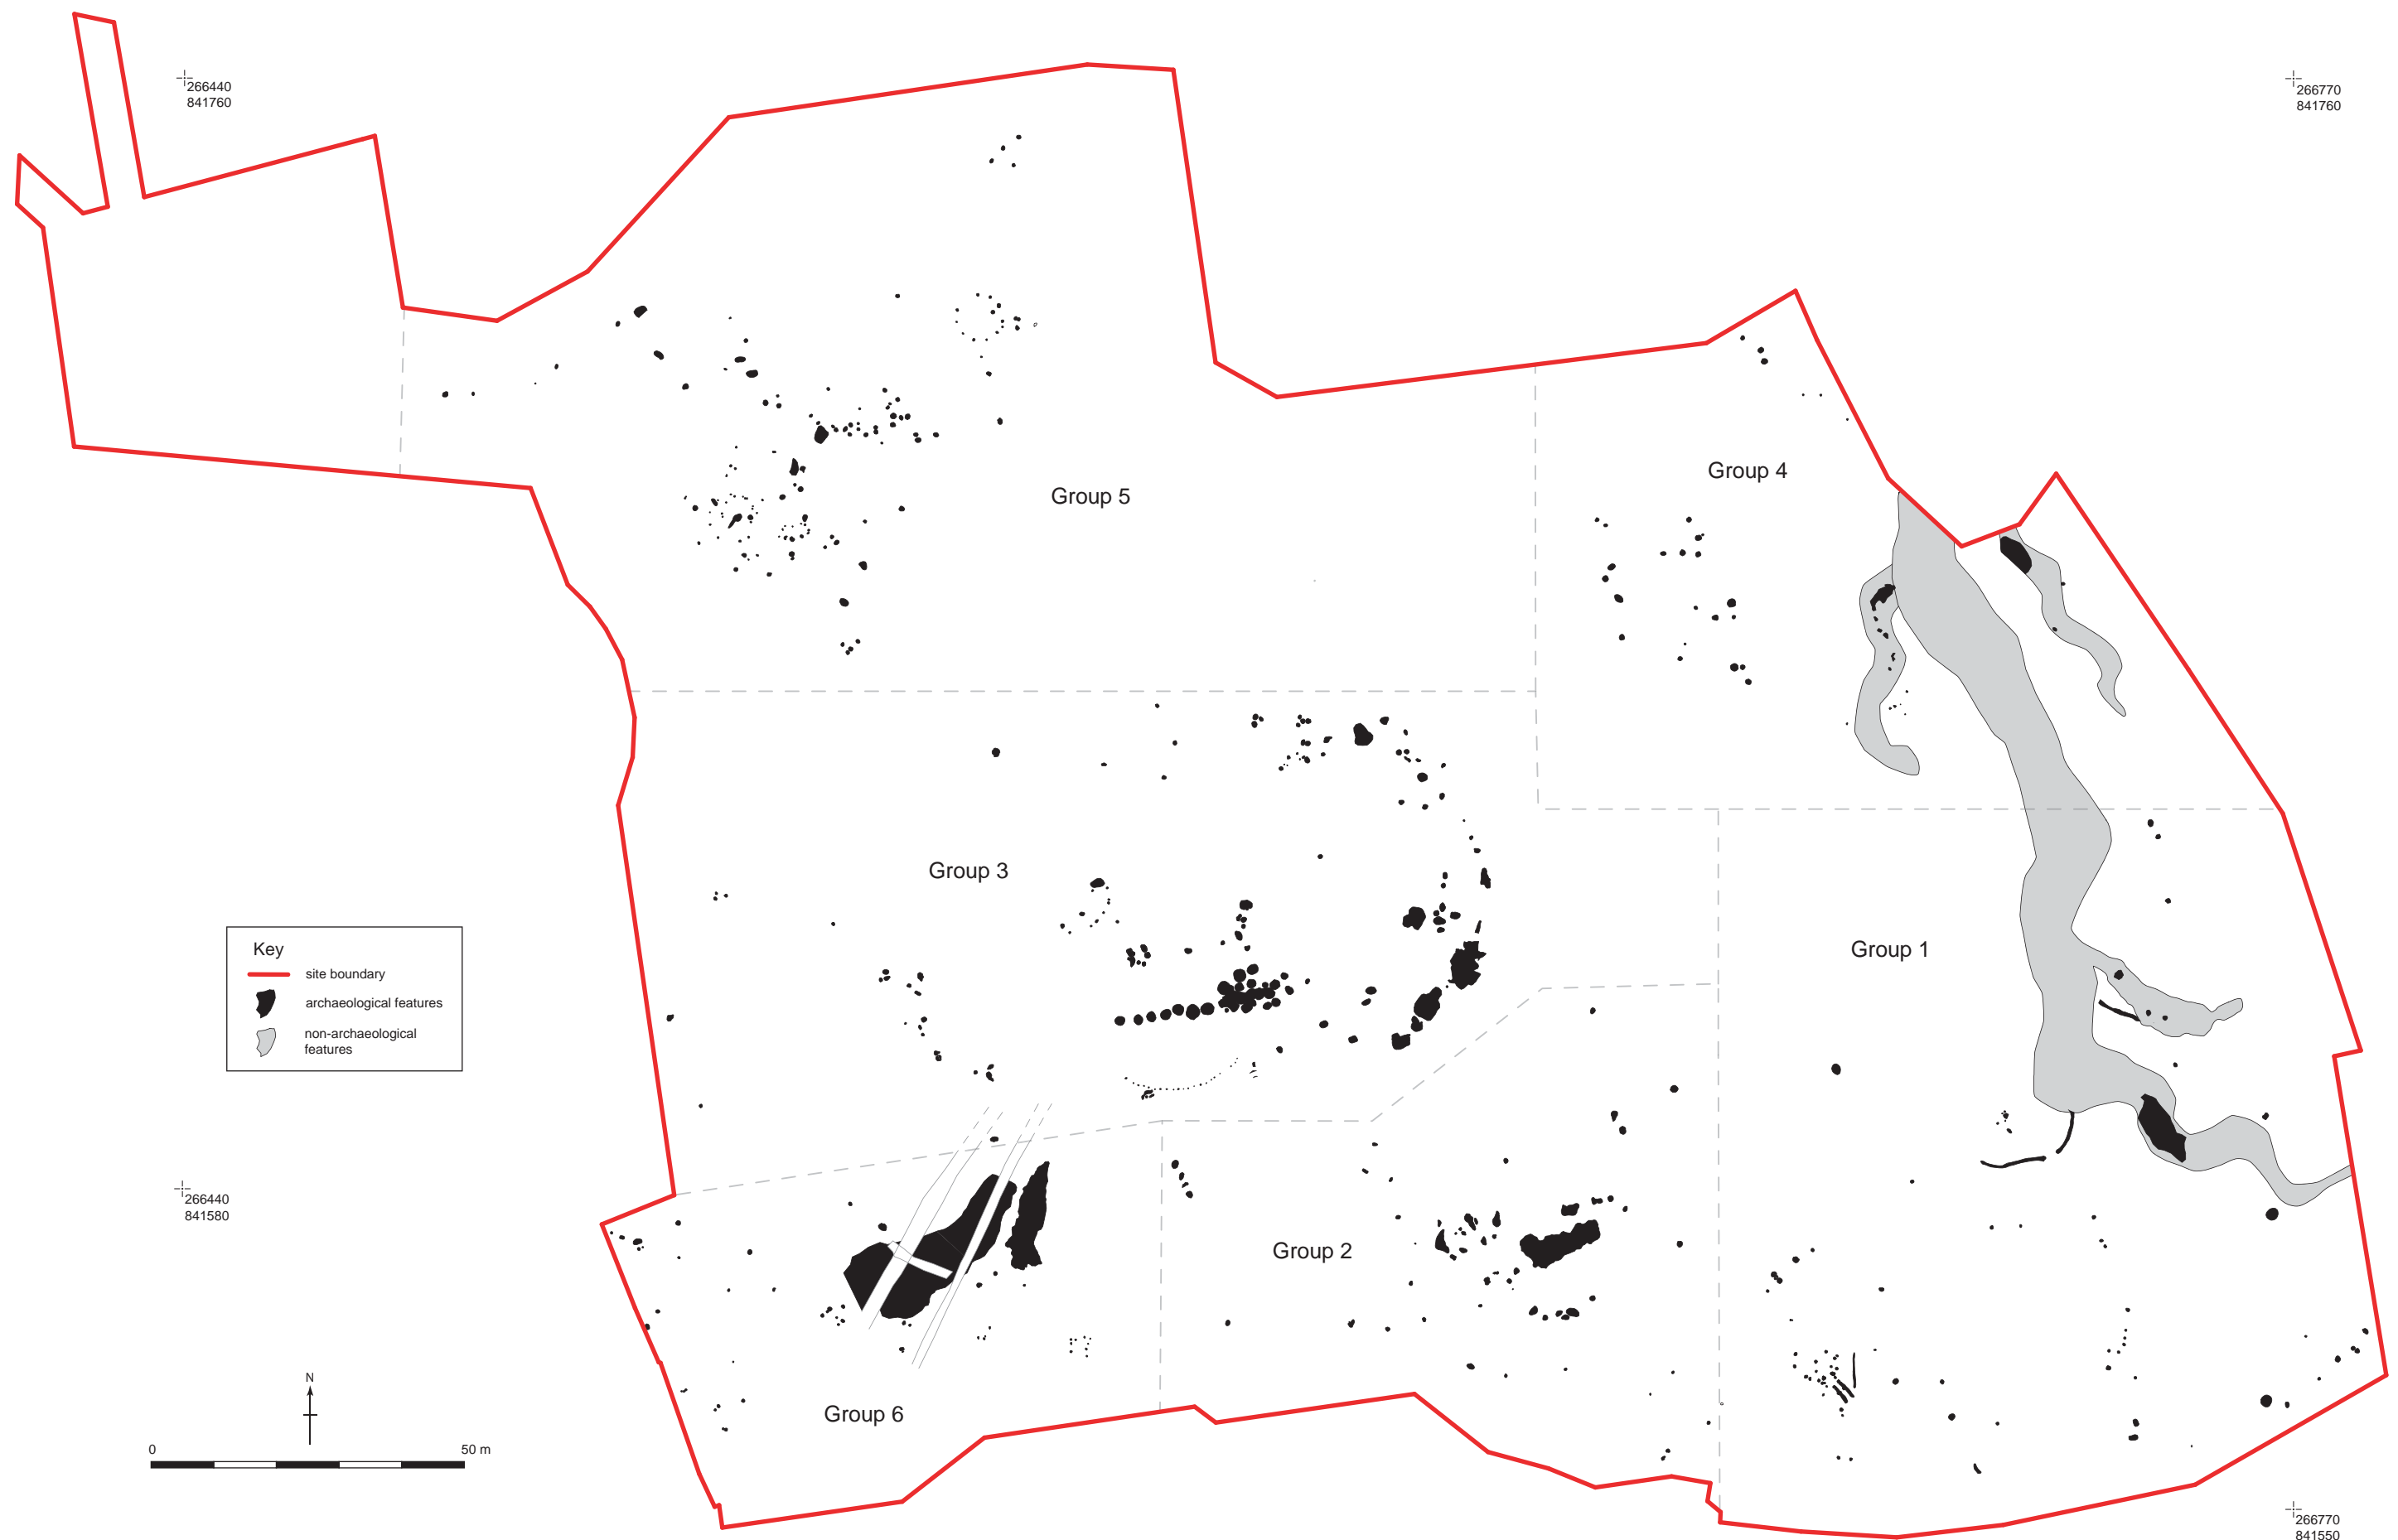 266440
841760
266770
841760
Group 4
Group 5
Group 3
Group 1
Key
site boundary
archaeological features
non-archaeological
features
266440
841580
Group 2
N
Group 6
0
50 m
266770
841550